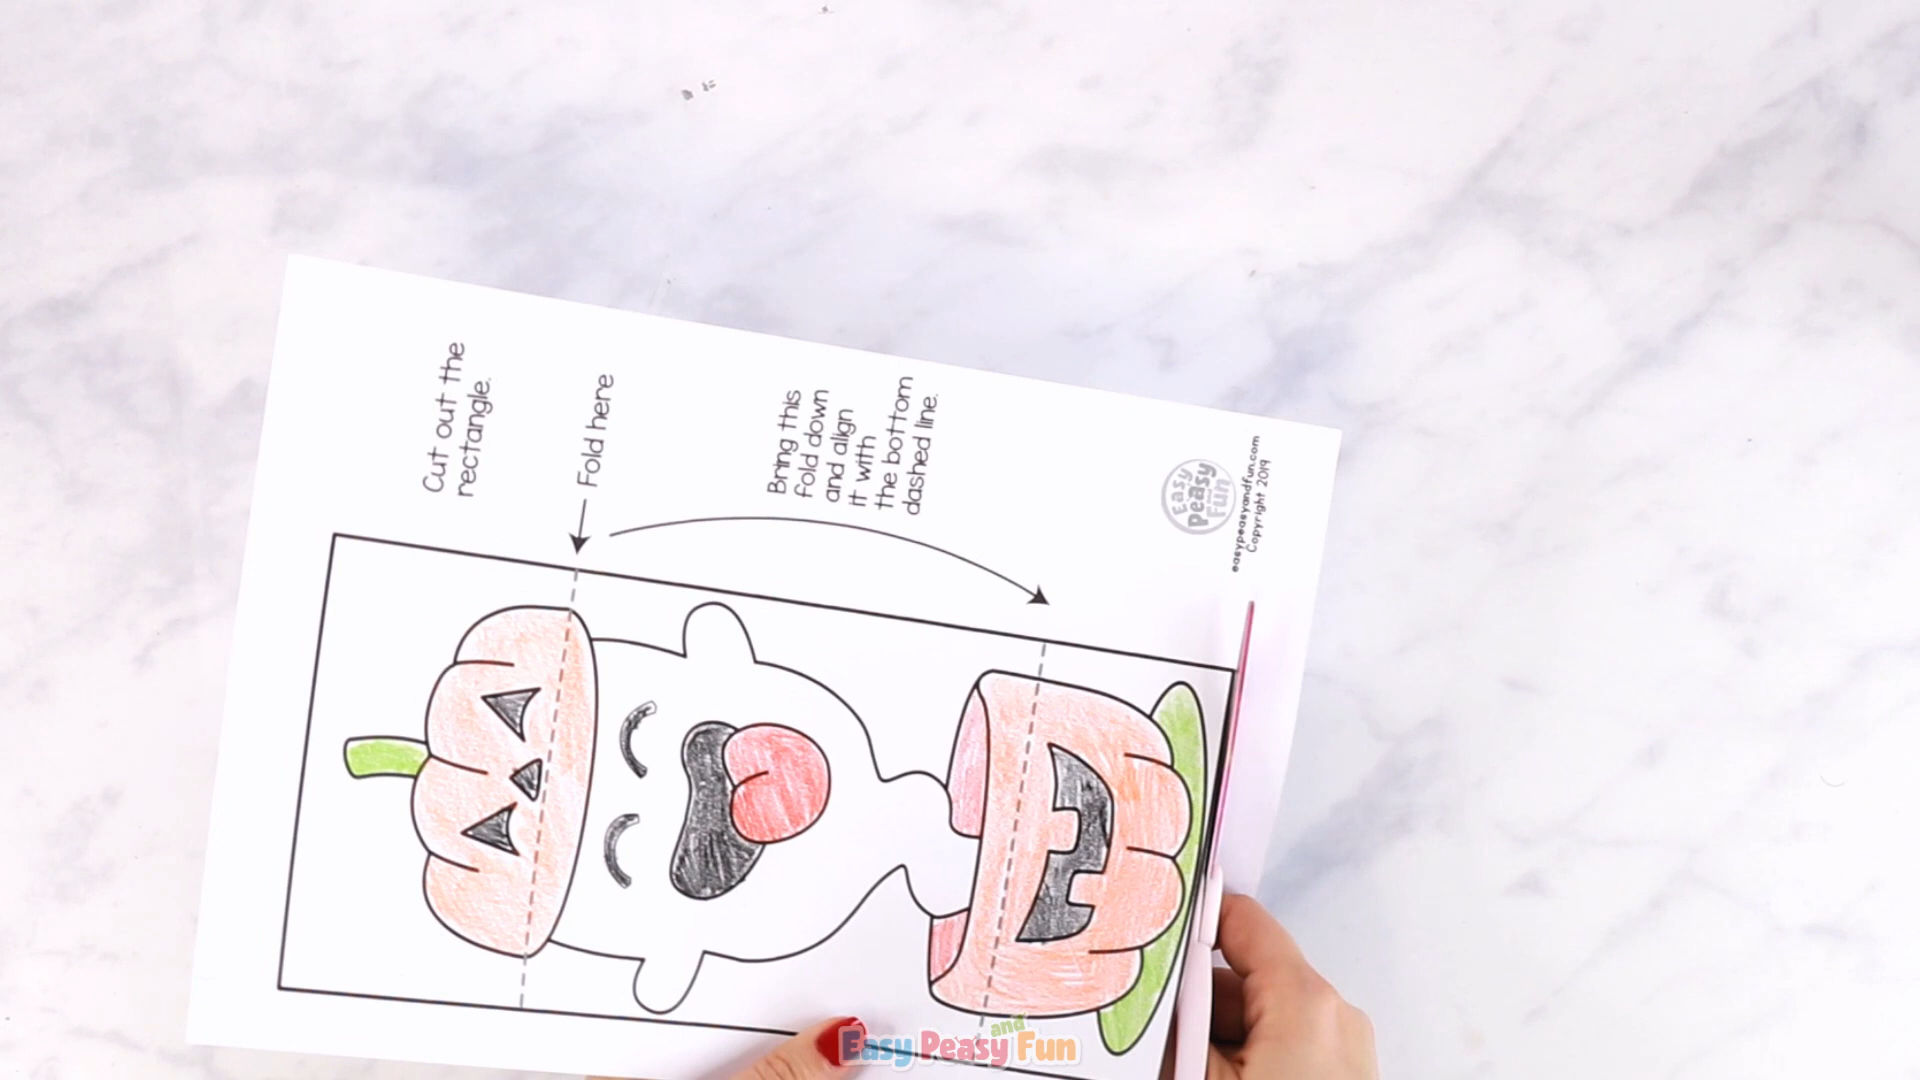 Cut out the
rectangle.
Fold here
Bring this
fold down
and align
it with
the bottom
dashed line.
Easy
Peasy
and
Fun
easypeasyandfun.com
Copyright 2019
Easy Peasy and Fun